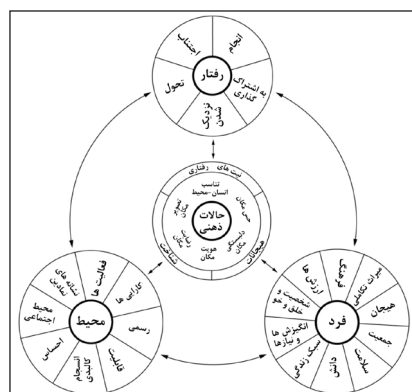 انجام
اجتناب
تحول
نزدیک
شدن
به اشتراک
گذاری
رفتار
نیت های رفتاری
هیجانات
شناخت
تناسب
انسان-محیط
حس مکان
دلبستگی
مکان
هویت
مکان
رضایت
مکان
تصویر
مکان
حالات
ذهنی
فعالیت ها
کارایی ها
رسمی
قابلیت
انسجام
کالبدی
احساس
محیط
اجتماعی
نشانه های
نمادین
محیط
فرهنگ
میراث تکاملی
هیجان
جمعیت
سلامت
دانش
سبک زندگی
انگیزش ها
و نیازها
شخصیت و
خلق و خو
ارزش ها
فرد